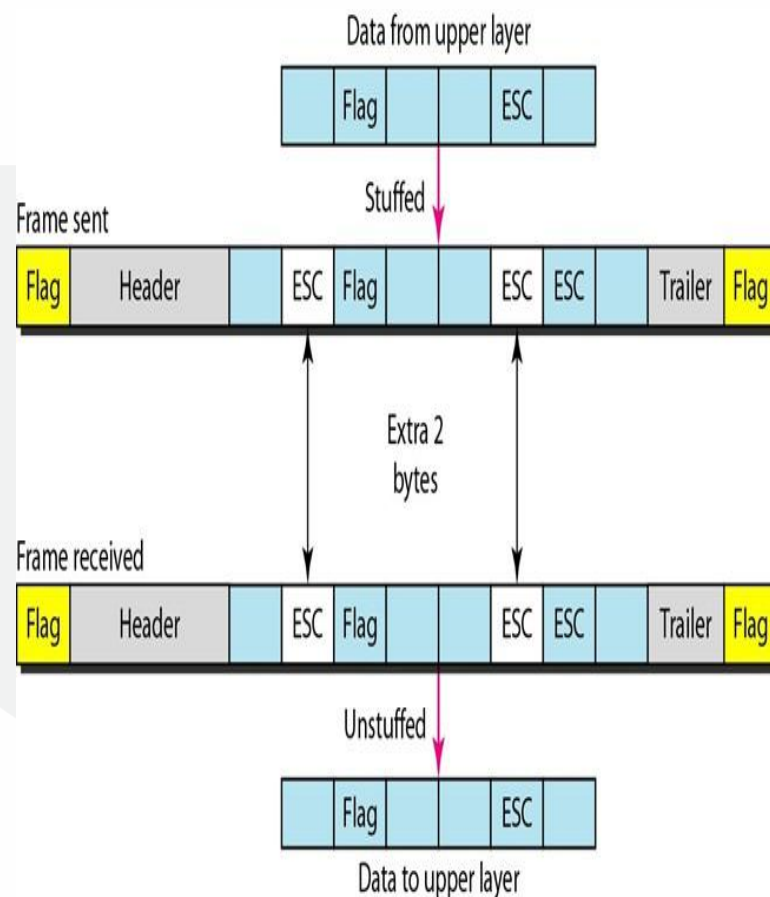 Data from upper layer
Flag ESC
Stuffed
Frame sent
Flag Header ESC Flag ESC ESC Trailer Flag
Extra 2
bytes
Frame received
Flag Header ESC Flag ESC ESC Trailer Flag
Unstuffed
Flag ESC
Data to upper layer